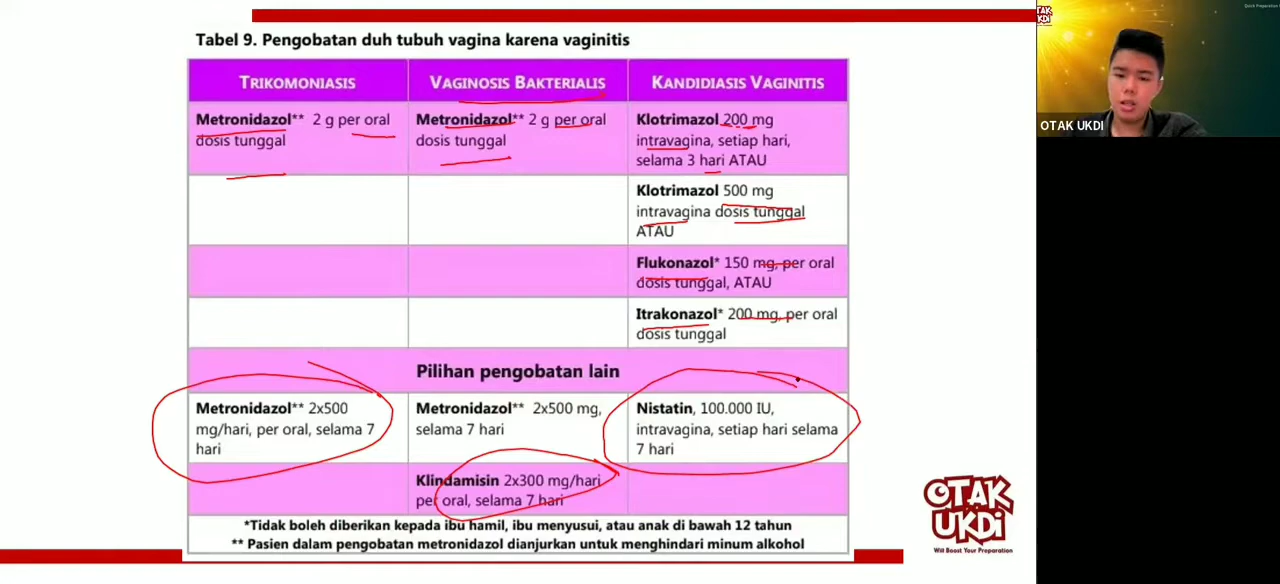 Tabel 9. Pengobatan duh tubuh vagina karena vaginitis
TRIKOMONIASIS
VAGINOSIS BAKTERIALIS
KANDIDIASIS VAGINITIS
Metronidazol** 2 g per oral
dosis tunggal
Metronidazol** 2 g per oral
dosis tunggal
Klotrimazol 200 mg
intravagina, setiap hari,
selama 3 hari ATAU
Klotrimazol 500 mg
intravagina dosis tunggal
ATAU
Flukonazol* 150 mg, per oral
dosis tunggal, ATAU
Itrakonazol* 200 mg, per oral
dosis tunggal
Pilihan pengobatan lain
Metronidazol** 2x500
mg/hari, per oral, selama 7
hari
Metronidazol** 2x500 mg,
selama 7 hari
Nistatin, 100.000 IU,
intravagina, setiap hari selama
7 hari
Klindamisin 2x300 mg/hari
per oral, selama 7 hari
*Tidak boleh diberikan kepada ibu hamil, ibu menyusui, atau anak di bawah 12 tahun
** Pasien dalam pengobatan metronidazol dianjurkan untuk menghindari minum alkohol
OTAK
UKDI
Will Boost Your Preparation
OTAK UKDI